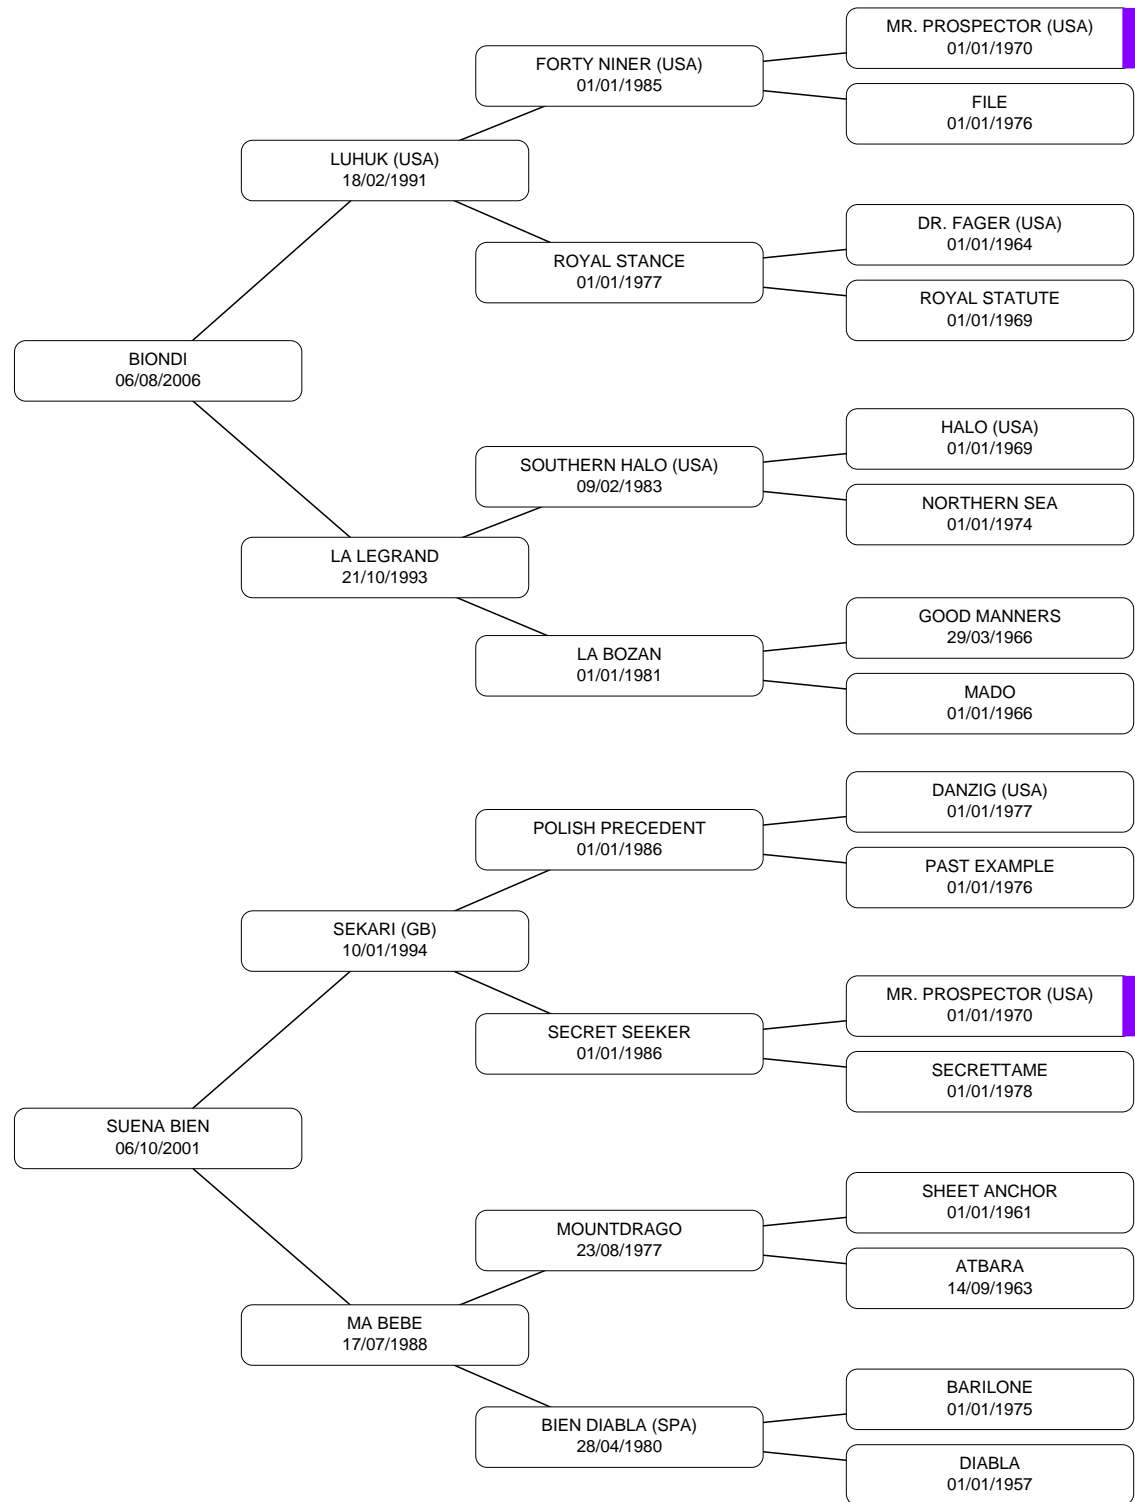 MR. PROSPECTOR (USA)
01/01/1970
FORTY NINER (USA)
01/01/1985
FILE
01/01/1976
LUHUK (USA)
18/02/1991
DR. FAGER (USA)
01/01/1964
ROYAL STANCE
01/01/1977
ROYAL STATUTE
01/01/1969
BIONDI
06/08/2006
HALO (USA)
01/01/1969
SOUTHERN HALO (USA)
09/02/1983
NORTHERN SEA
01/01/1974
LA LEGRAND
21/10/1993
GOOD MANNERS
29/03/1966
LA BOZAN
01/01/1981
MADO
01/01/1966
DANZIG (USA)
01/01/1977
POLISH PRECEDENT
01/01/1986
PAST EXAMPLE
01/01/1976
SEKARI (GB)
10/01/1994
MR. PROSPECTOR (USA)
01/01/1970
SECRET SEEKER
01/01/1986
SECRETTAME
01/01/1978
SUENA BIEN
06/10/2001
SHEET ANCHOR
01/01/1961
MOUNTDRAGO
23/08/1977
ATBARA
14/09/1963
MA BEBE
17/07/1988
BARILONE
01/01/1975
BIEN DIABLA (SPA)
28/04/1980
DIABLA
01/01/1957